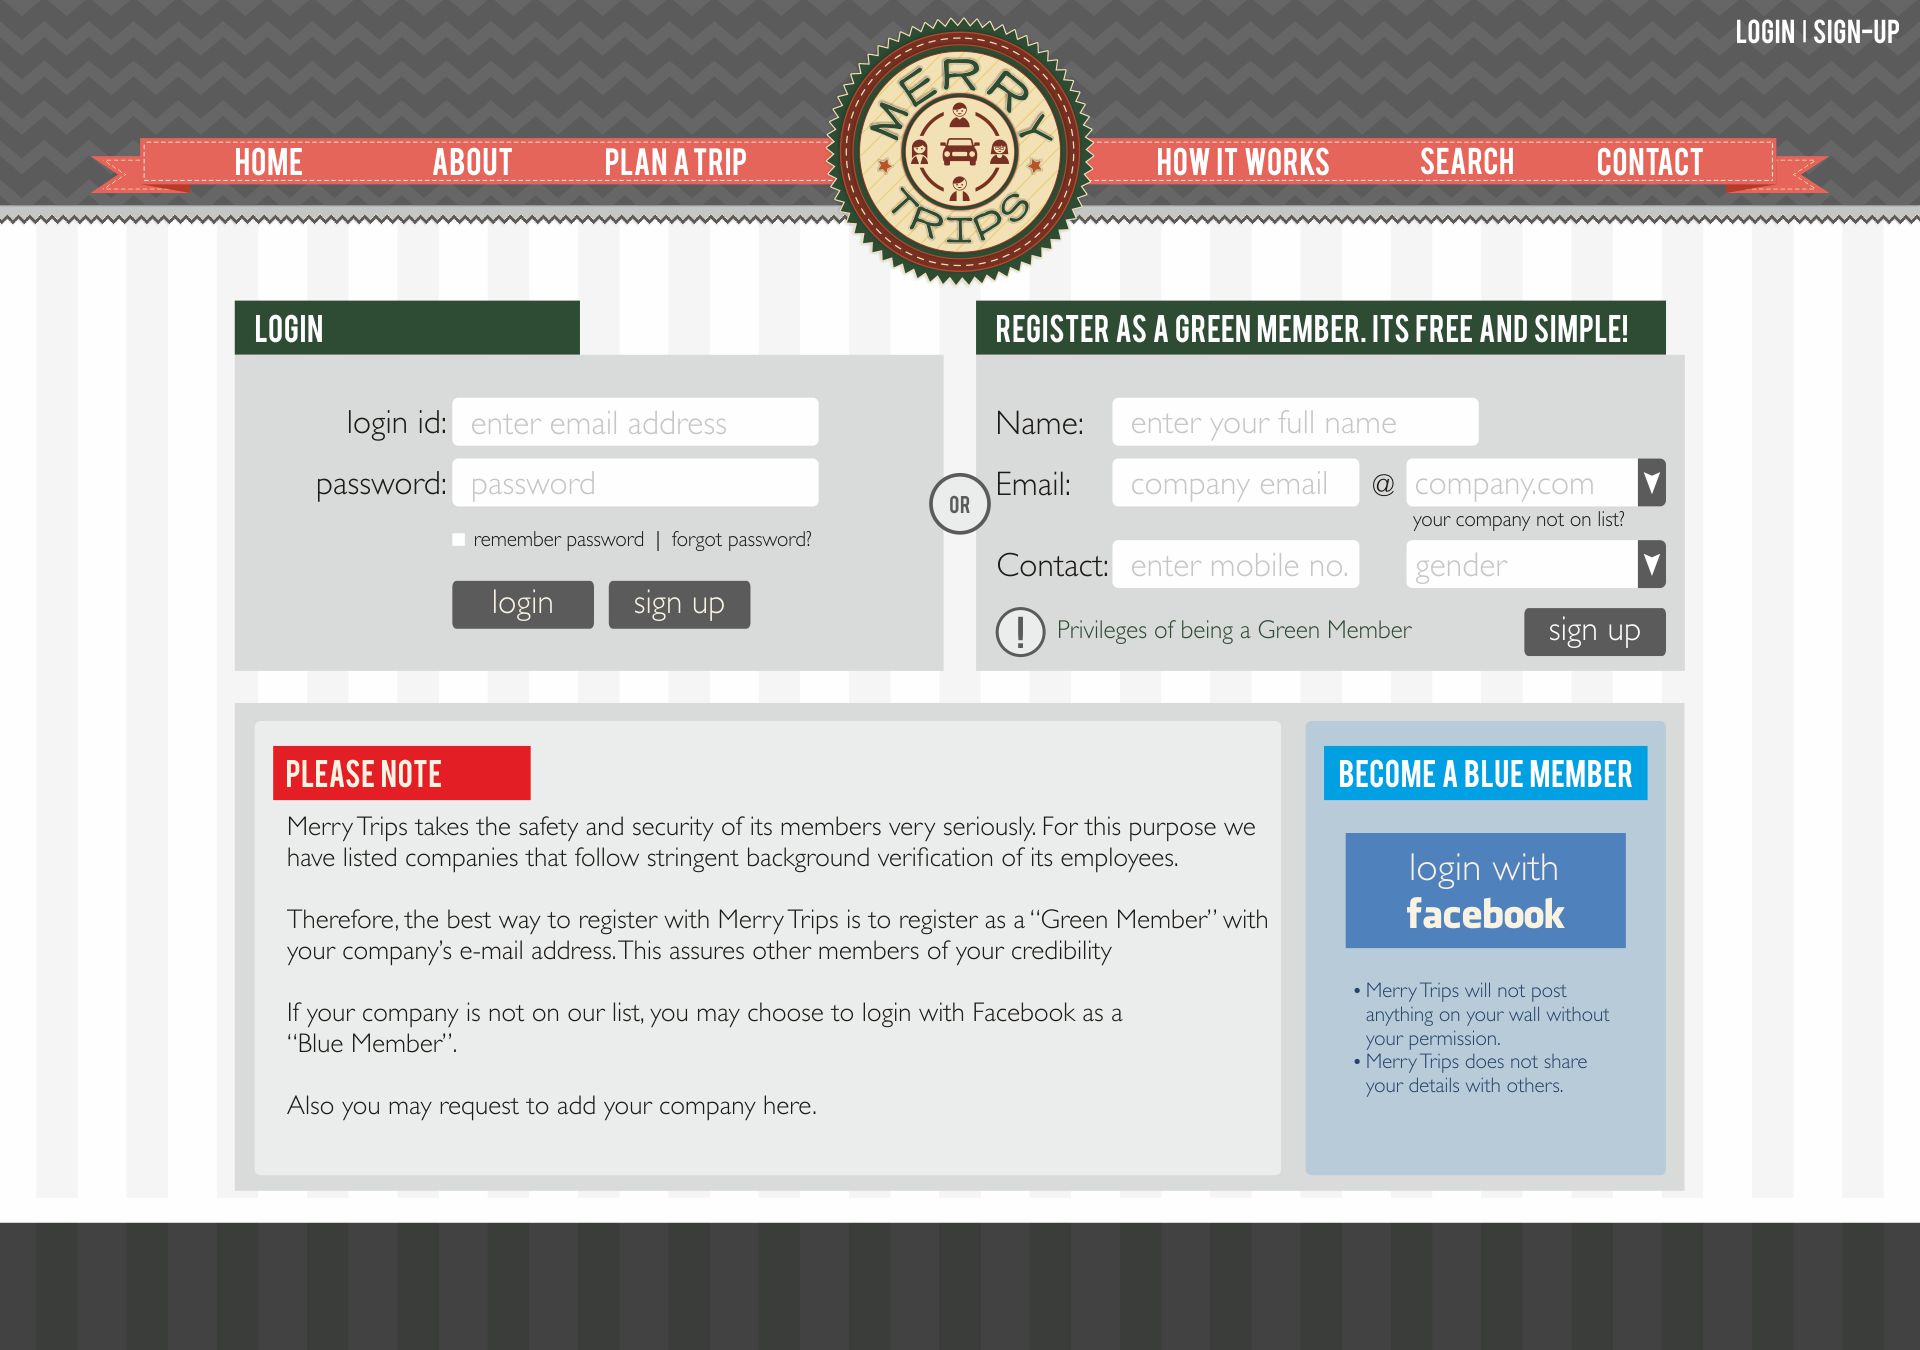 LOGIN | SIGN-UP
MERRY
TRIPS
HOME
ABOUT
PLAN A TRIP
HOW IT WORKS
SEARCH
CONTACT
LOGIN
login id: enter email address
password: password
remember password | forgot password?
login
sign up
OR
REGISTER AS A GREEN MEMBER. ITS FREE AND SIMPLE!
Name: enter your full name
Email: company email @ company.com
your company not on list?
Contact: enter mobile no. gender
! Privileges of being a Green Member
sign up
PLEASE NOTE
Merry Trips takes the safety and security of its members very seriously. For this purpose we
have listed companies that follow stringent background verification of its employees.
Therefore, the best way to register with Merry Trips is to register as a “Green Member” with
your company’s e-mail address. This assures other members of your credibility
If your company is not on our list, you may choose to login with Facebook as a
“Blue Member”.
Also you may request to add your company here.
BECOME A BLUE MEMBER
login with
facebook
• Merry Trips will not post
anything on your wall without
your permission.
• Merry Trips does not share
your details with others.